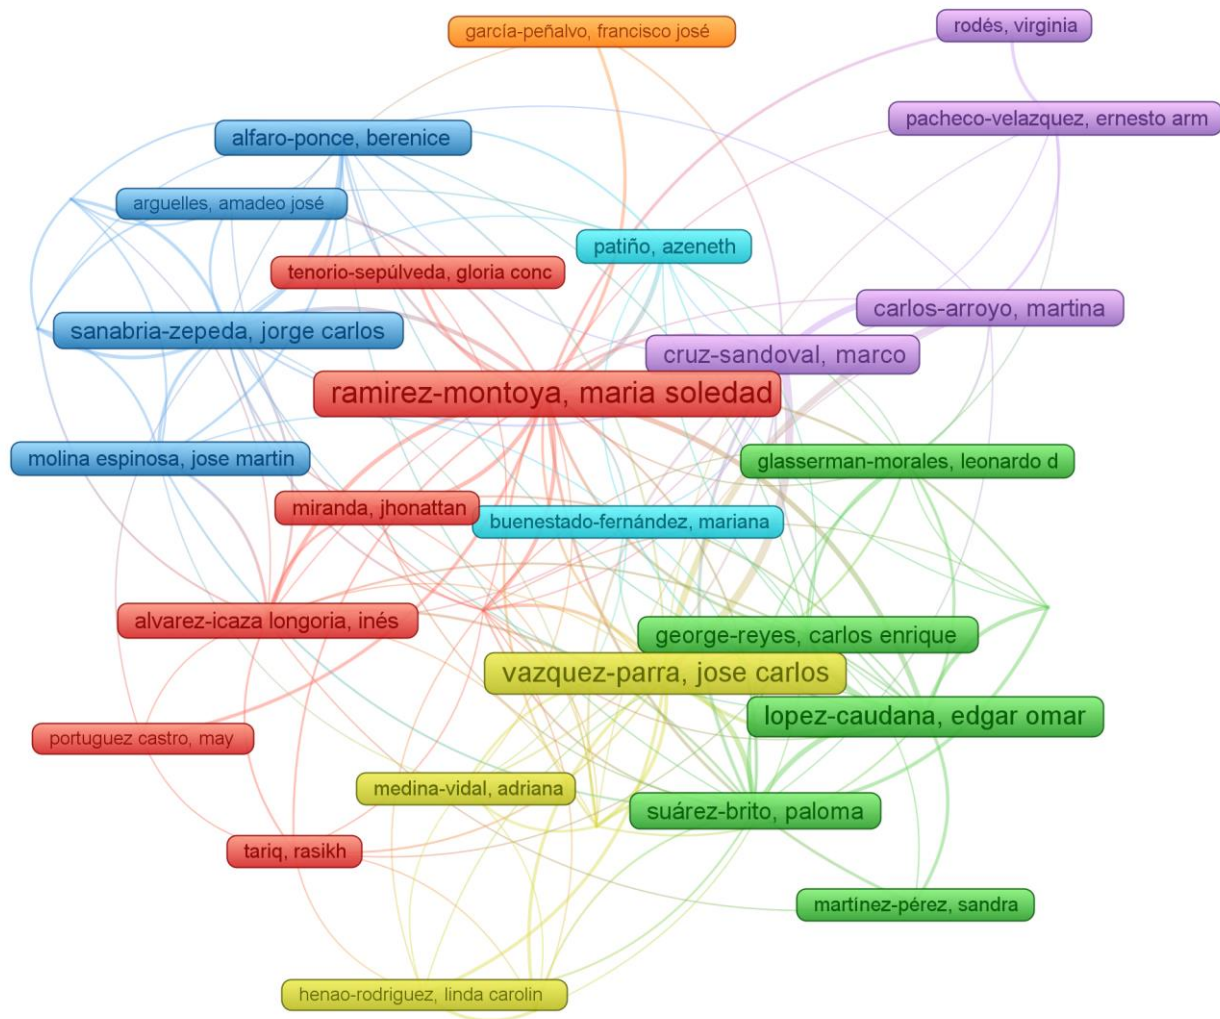 garcía-peñalvo, francisco josé
rodés, virginia
pacheco-velazquez, ernesto arm
alfaro-ponce, berenice
arguelles, amadeo josé
patiño, azeneth
tenorio-sepúlveda, gloria conc
carlos-arroyo, martina
sanabria-zepeda, jorge carlos
cruz-sandoval, marco
ramirez-montoya, maria soledad
molina espinosa, jose martin
glasserman-morales, leonardo d
miranda, jhonattan
buenestado-fernández, mariana
alvarez-icaza longoria, inés
george-reyes, carlos enrique
vazquez-parra, jose carlos
lopez-caudana, edgar omar
portuguez castro, may
medina-vidal, adriana
suárez-brito, paloma
tariq, rasikh
martínez-pérez, sandra
henao-rodriguez, linda carolin